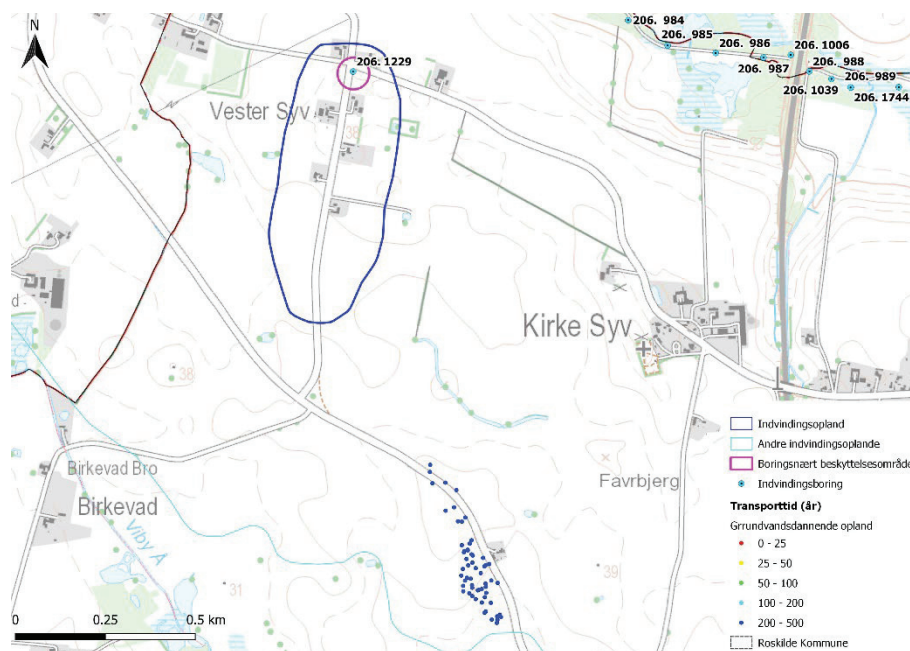 N
206. 984
206. 985
206. 986
206. 1006
206. 987
206. 988
206. 1039
206. 989
206. 1744
206. 1229
Vester Syv
38
Kirke Syv
d
38
Birkevad Bro
Birkevad
Favrbjerg
Viby Å
31
39
0
0.25
0.5 km
Indvindingsopland
Andre indvindingsoplande
Boringsnært beskyttelsesområde
Indvindingsboring
Transporttid (år)
Grrundvandsdannende opland
0 - 25
25 - 50
50 - 100
100 - 200
200 - 500
Roskilde Kommune